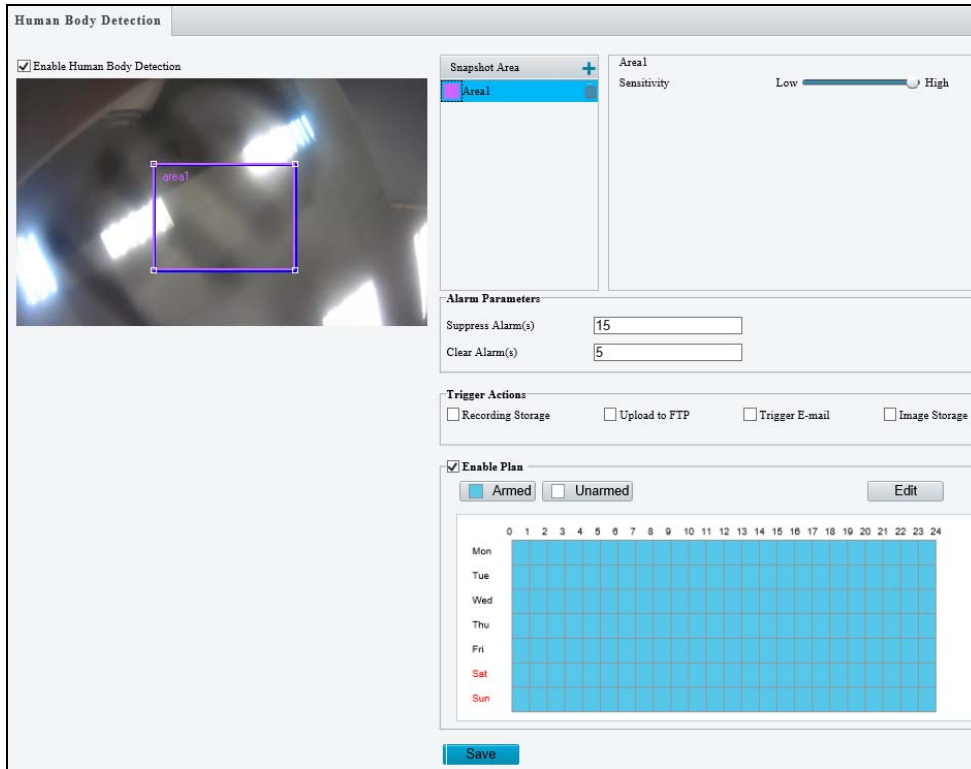 Human Body Detection
Enable Human Body Detection
area1
Snapshot Area
Area1
Area1
Sensitivity Low High
Alarm Parameters
Suppress Alarm(s) 15
Clear Alarm(s) 5
Trigger Actions
Recording Storage Upload to FTP Trigger E-mail Image Storage
Enable Plan
Armed Unarmed Edit
0 1 2 3 4 5 6 7 8 9 10 11 12 13 14 15 16 17 18 19 20 21 22 23 24
Mon
Tue
Wed
Thu
Fri
Sat
Sun
Save